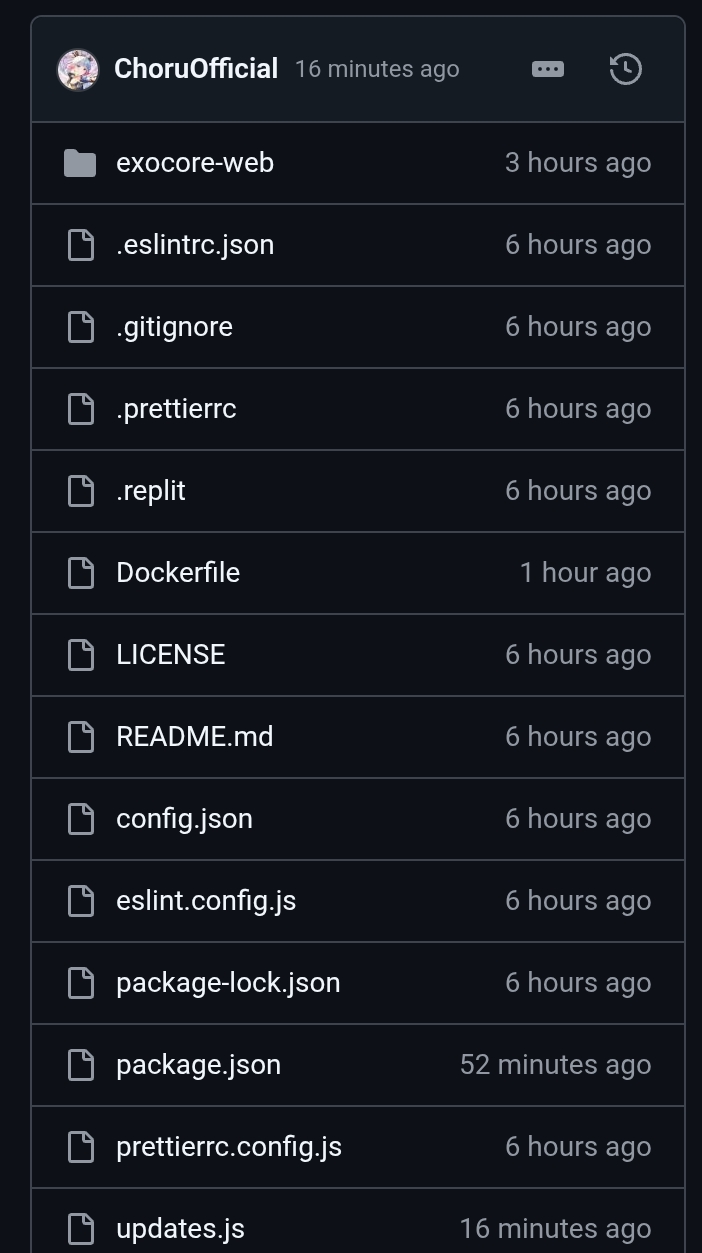 ChoruOfficial 16 minutes ago
exocore-web 3 hours ago
.eslintrc.json 6 hours ago
.gitignore 6 hours ago
.prettierrc 6 hours ago
.replit 6 hours ago
Dockerfile 1 hour ago
LICENSE 6 hours ago
README.md 6 hours ago
config.json 6 hours ago
eslint.config.js 6 hours ago
package-lock.json 6 hours ago
package.json 52 minutes ago
prettierrc.config.js 6 hours ago
updates.js 16 minutes ago